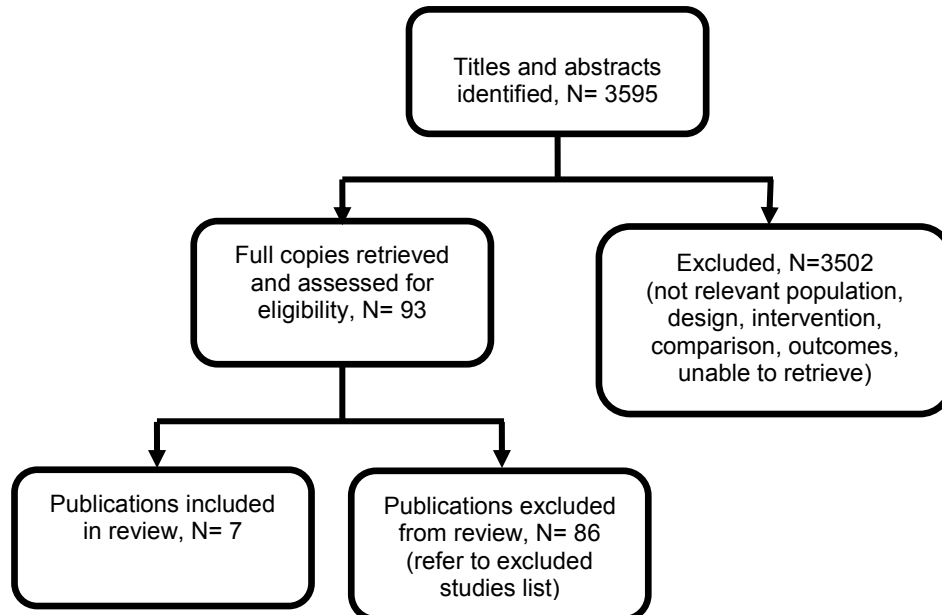 Titles and abstracts
identified, N= 3595
Full copies retrieved
and assessed for
eligibility, N= 93
Excluded, N=3502
(not relevant population,
design, intervention,
comparison, outcomes,
unable to retrieve)
Publications included
in review, N= 7
Publications excluded
from review, N= 86
(refer to excluded
studies list)